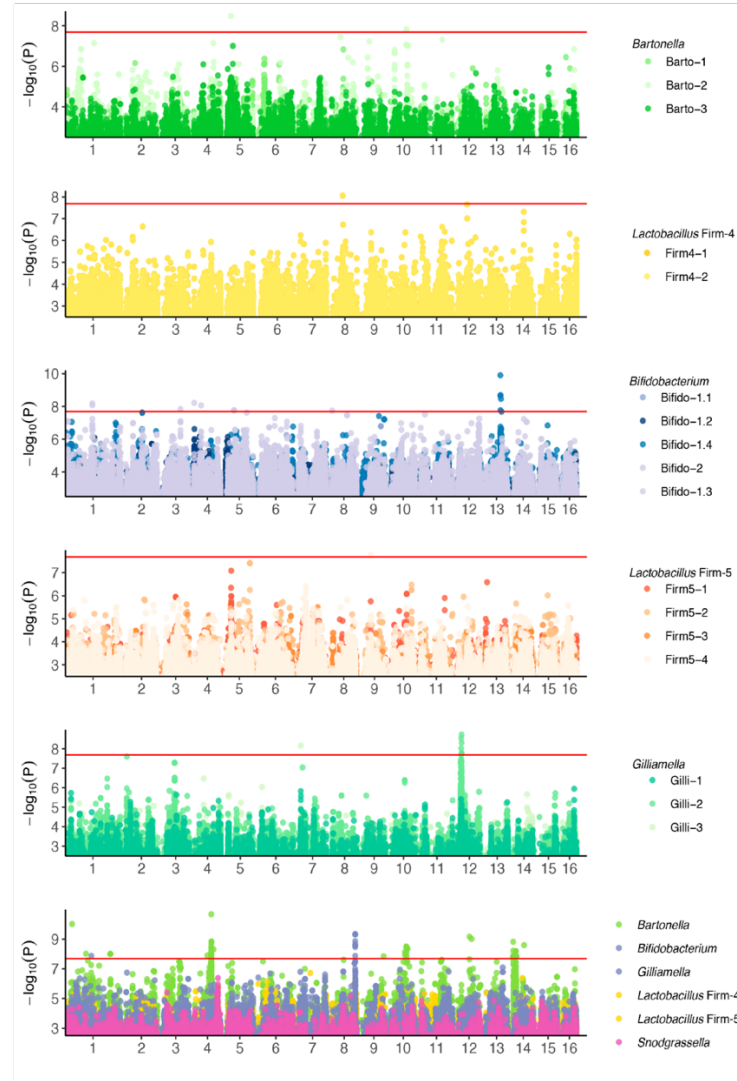 8
6
4
−log10(P)
1 2 3 4 5 6 7 8 9 10 11 12 13 14 15 16
Bartonella
Barto−1
Barto−2
Barto−3
8
7
6
5
4
3
−log10(P)
1 2 3 4 5 6 7 8 9 10 11 12 13 14 15 16
Lactobacillus Firm-4
Firm4−1
Firm4−2
10
8
6
4
−log10(P)
1 2 3 4 5 6 7 8 9 10 11 12 13 14 15 16
Bifidobacterium
Bifido−1.1
Bifido−1.2
Bifido−1.4
Bifido−2
Bifido−1.3
7
6
5
4
3
−log10(P)
1 2 3 4 5 6 7 8 9 10 11 12 13 14 15 16
Lactobacillus Firm-5
Firm5−1
Firm5−2
Firm5−3
Firm5−4
8
7
6
5
4
3
−log10(P)
1 2 3 4 5 6 7 8 9 10 11 12 13 14 15 16
Gilliamella
Gilli−1
Gilli−2
Gilli−3
9
7
5
3
−log10(P)
1 2 3 4 5 6 7 8 9 10 11 12 13 14 15 16
Bartonella
Bifidobacterium
Gilliamella
Lactobacillus Firm-4
Lactobacillus Firm-5
Snodgrassella